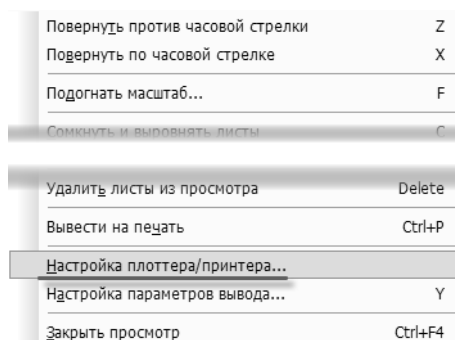 Повернуть против часовой стрелки Z
Повернуть по часовой стрелке X
Подогнать масштаб... F
Сомкнуть и выровнять листы C
Удалить листы из просмотра Delete
Вывести на печать Ctrl+P
Настройка плоттера/принтера...
Настройка параметров вывода... Y
Закрыть просмотр Ctrl+F4